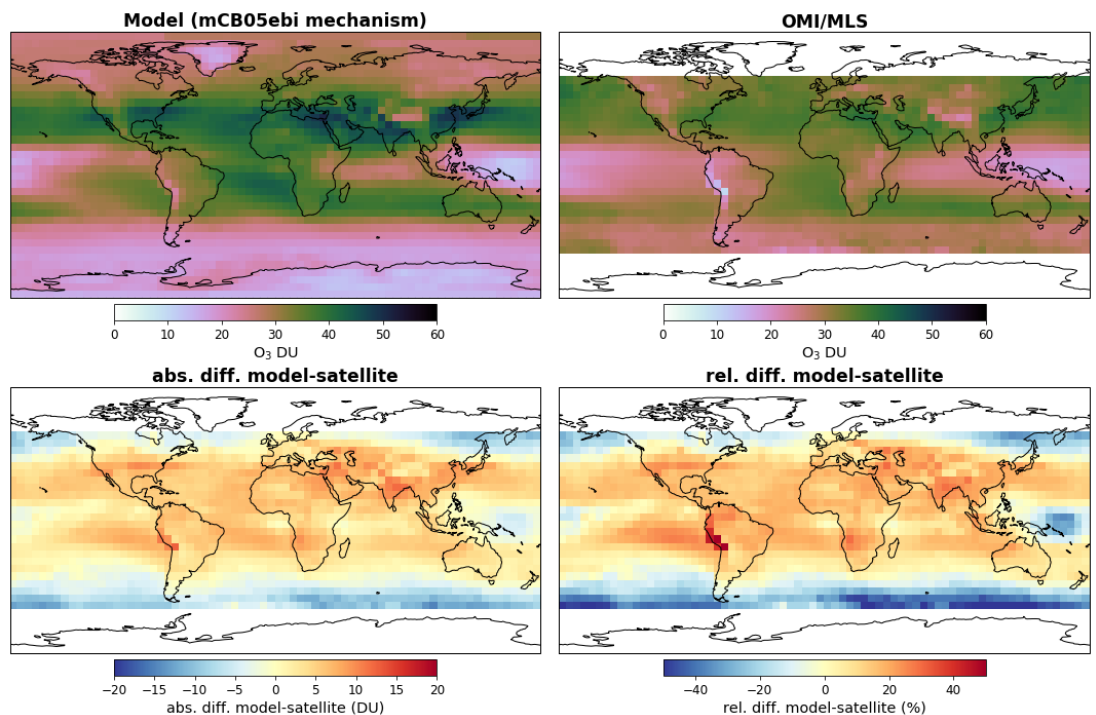 Model (mCB05ebi mechanism)
OMI/MLS
0 10 20 30 40 50 60
O₃ DU
0 10 20 30 40 50 60
O₃ DU
abs. diff. model-satellite
rel. diff. model-satellite
−20 −15 −10 −5 0 5 10 15 20
abs. diff. model-satellite (DU)
−40 −20 0 20 40
rel. diff. model-satellite (%)